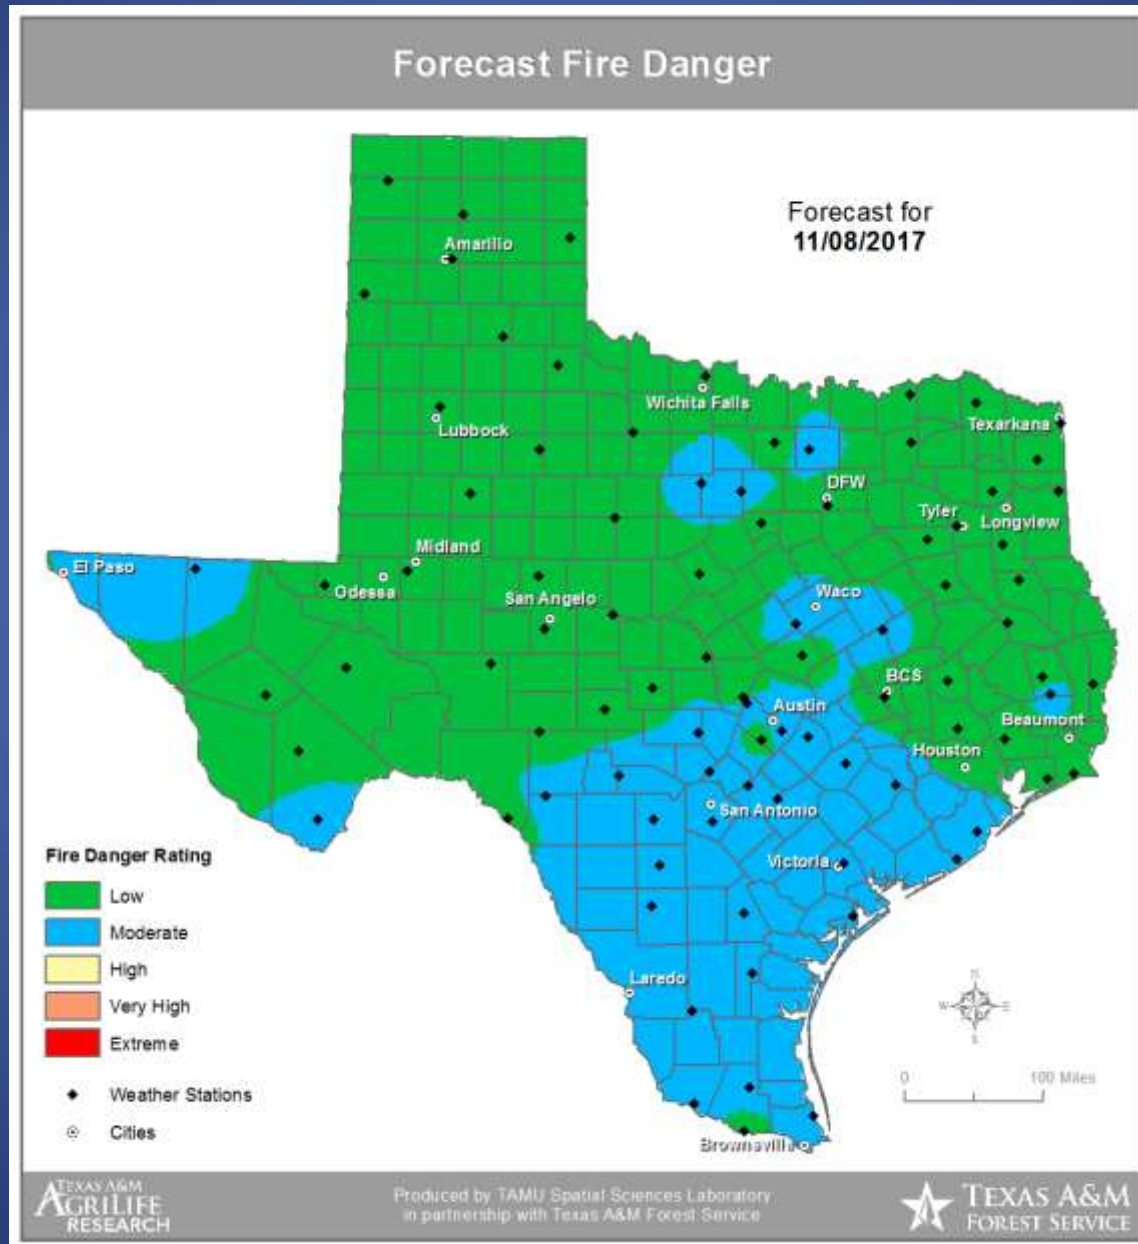 Forecast Fire Danger
Forecast for
11/08/2017
Amarillo
Wichita Falls
Lubbock
Texarkana
DFW
Tyler
Longview
Midland
El Paso
Odessa
San Angelo
Waco
BCS
Austin
Beaumont
Houston
San Antonio
Victoria
Laredo
Brownsville
Fire Danger Rating
Low
Moderate
High
Very High
Extreme
Weather Stations
Cities
N
W
E
S
0 100 Miles
TEXAS A&M
AGRILIFE
RESEARCH
Produced by TAMU Spatial Sciences Laboratory
in partnership with Texas A&M Forest Service
TEXAS A&M
FOREST SERVICE